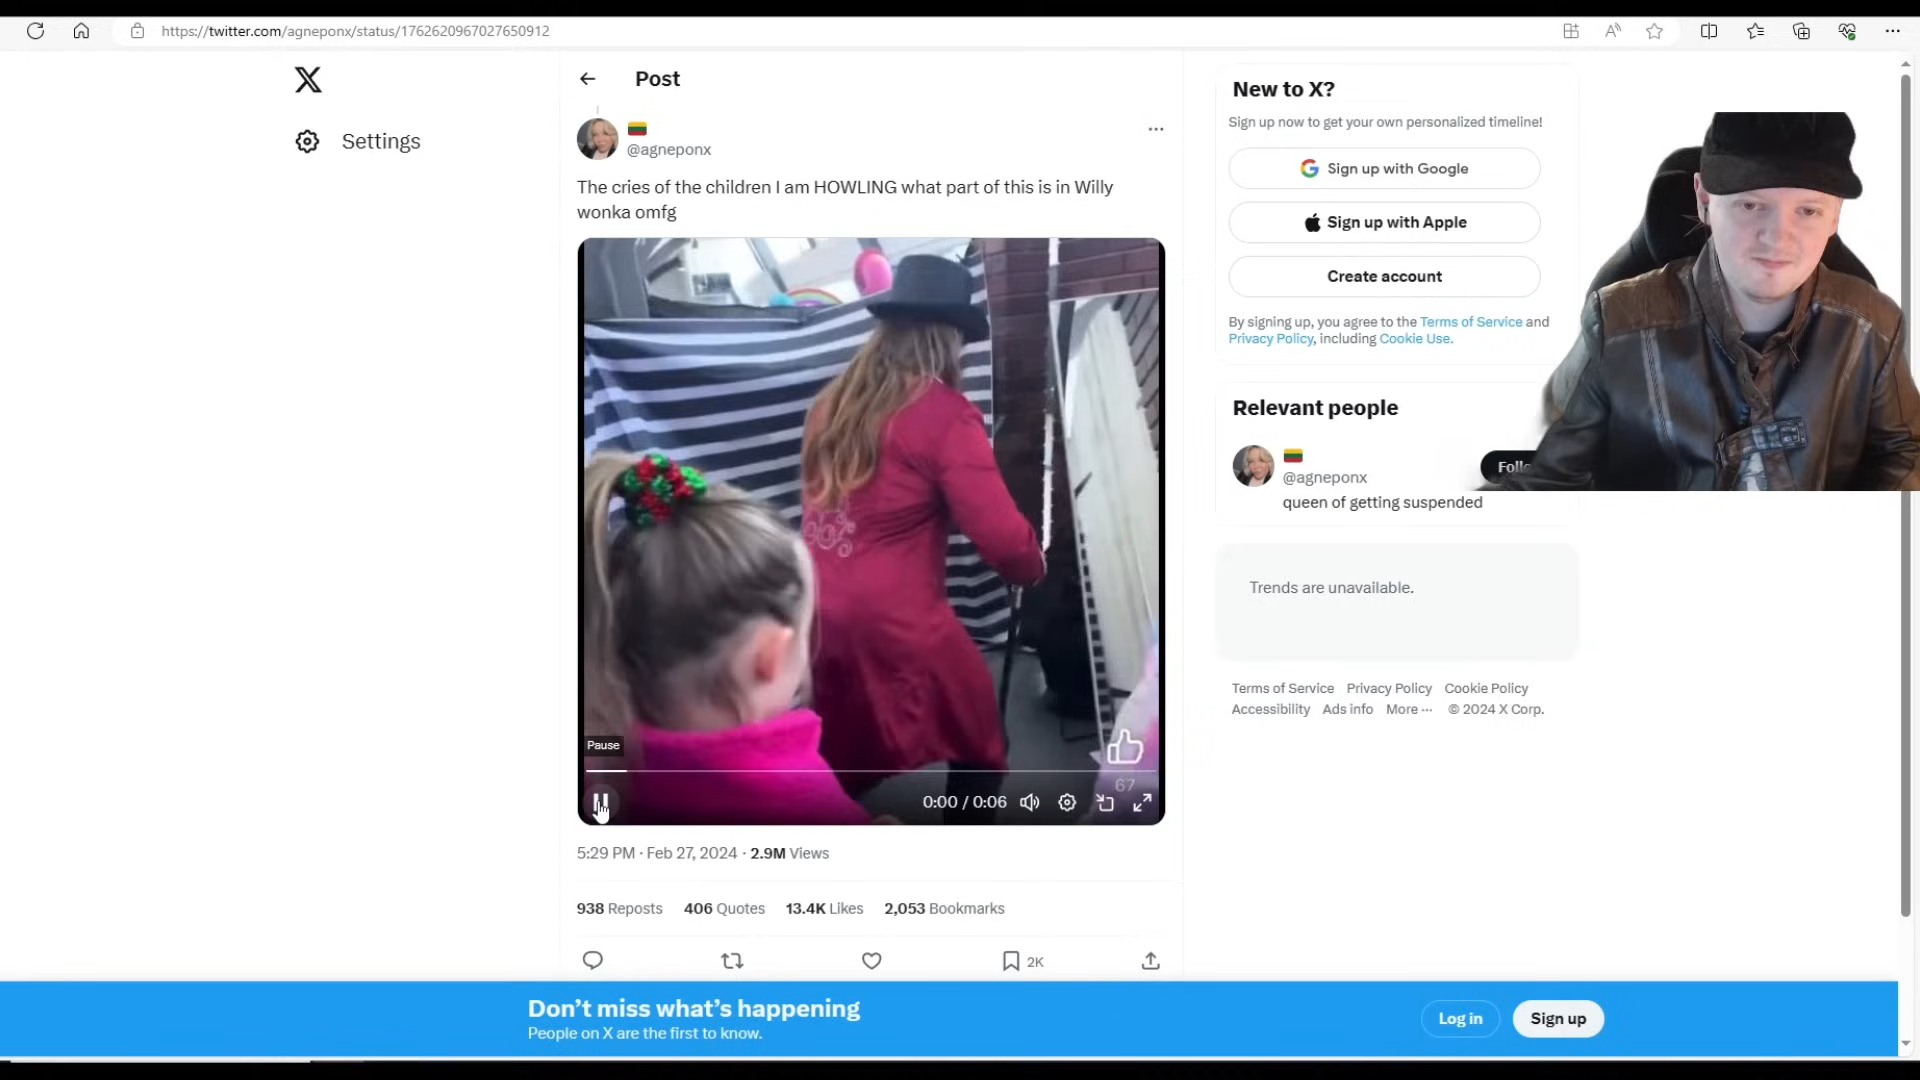 https://twitter.com/agneponx/status/1762620967027650912
Settings
Post
@agneponx
The cries of the children I am HOWLING what part of this is in Willy
wonka omfg
Pause
67
0:00 / 0:06
5:29 PM · Feb 27, 2024 · 2.9M Views
938 Reposts 406 Quotes 13.4K Likes 2,053 Bookmarks
2K
New to X?
Sign up now to get your own personalized timeline!
Sign up with Google
Sign up with Apple
Create account
By signing up, you agree to the Terms of Service and
Privacy Policy, including Cookie Use.
Relevant people
@agneponx
Follo
queen of getting suspended
Trends are unavailable.
Terms of Service Privacy Policy Cookie Policy
Accessibility Ads info More ··· © 2024 X Corp.
Don't miss what's happening
People on X are the first to know.
Log in
Sign up